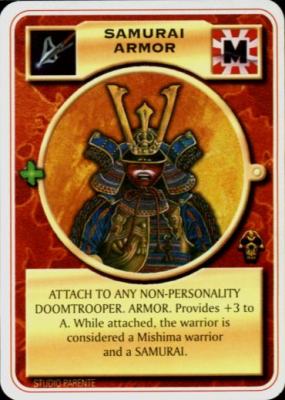 SAMURAI
ARMOR
M
ATTACH TO ANY NON-PERSONALITY
DOOMTROOPER. ARMOR. Provides +3 to
A. While attached, the warrior is
considered a Mishima warrior
and a SAMURAI.
STUDIO PARENTE